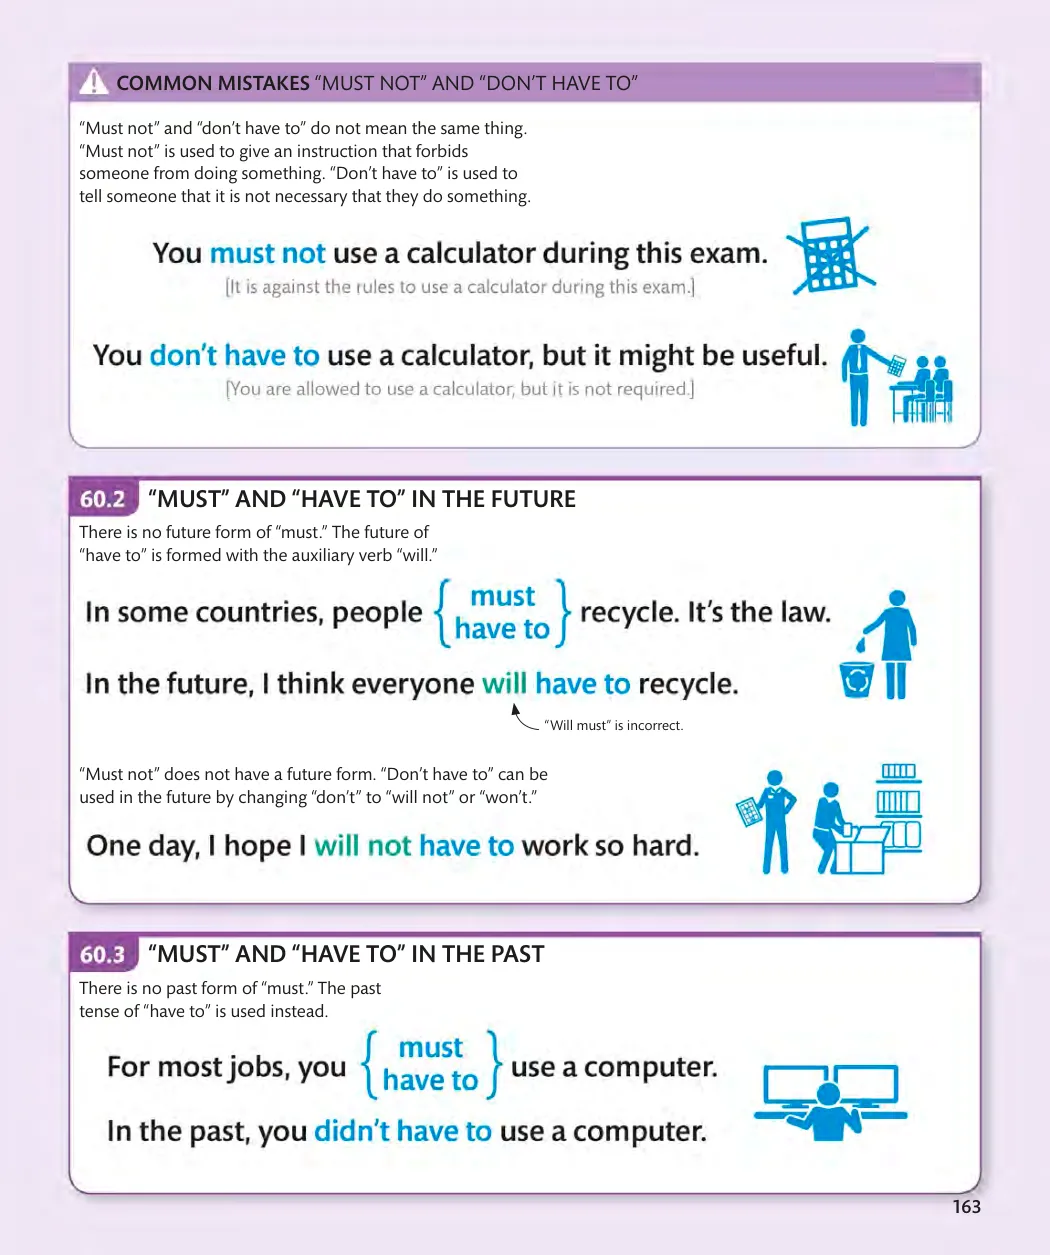 COMMON MISTAKES “MUST NOT” AND “DON’T HAVE TO”
“Must not” and “don’t have to” do not mean the same thing.
“Must not” is used to give an instruction that forbids
someone from doing something. “Don’t have to” is used to
tell someone that it is not necessary that they do something.
You must not use a calculator during this exam.
[It is against the rules to use a calculator during this exam.]
You don’t have to use a calculator, but it might be useful.
[You are allowed to use a calculator, but it is not required.]
60.2 “MUST” AND “HAVE TO” IN THE FUTURE
There is no future form of “must.” The future of
“have to” is formed with the auxiliary verb “will.”
In some countries, people { must have to } recycle. It’s the law.
In the future, I think everyone will have to recycle.
“Will must” is incorrect.
“Must not” does not have a future form. “Don’t have to” can be
used in the future by changing “don’t” to “will not” or “won’t.”
One day, I hope I will not have to work so hard.
60.3 “MUST” AND “HAVE TO” IN THE PAST
There is no past form of “must.” The past
tense of “have to” is used instead.
For most jobs, you { must have to } use a computer.
In the past, you didn’t have to use a computer.
163